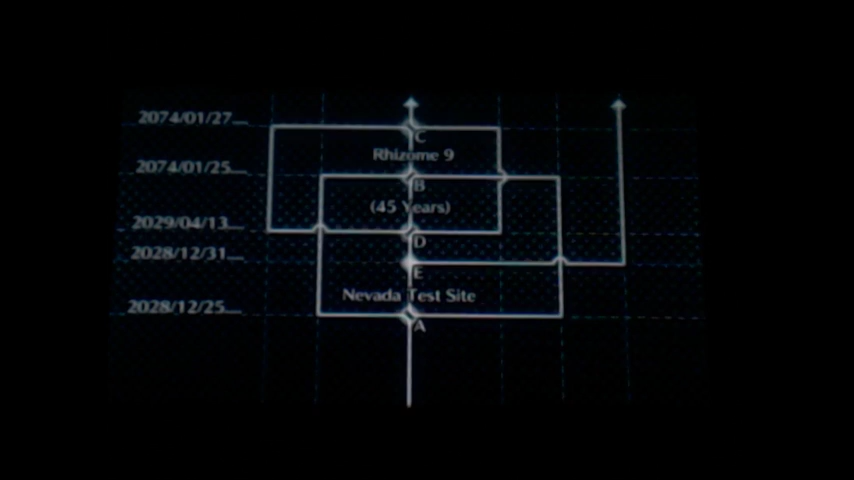 2074/01/27
C
Rhizome 9
2074/01/25
B
(45 Years)
2029/04/13
D
2028/12/31
E
Nevada Test Site
2028/12/25
A